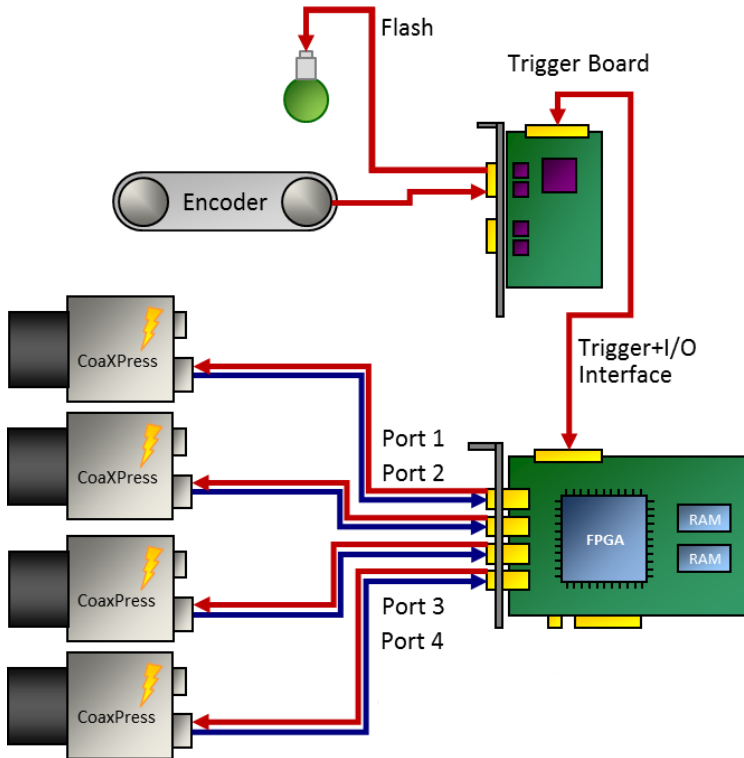 Flash
Trigger Board
Encoder
Trigger+I/O
Interface
CoaXPress
Port 1
CoaXPress
Port 2
FPGA
RAM
RAM
CoaxPress
Port 3
Port 4
CoaxPress